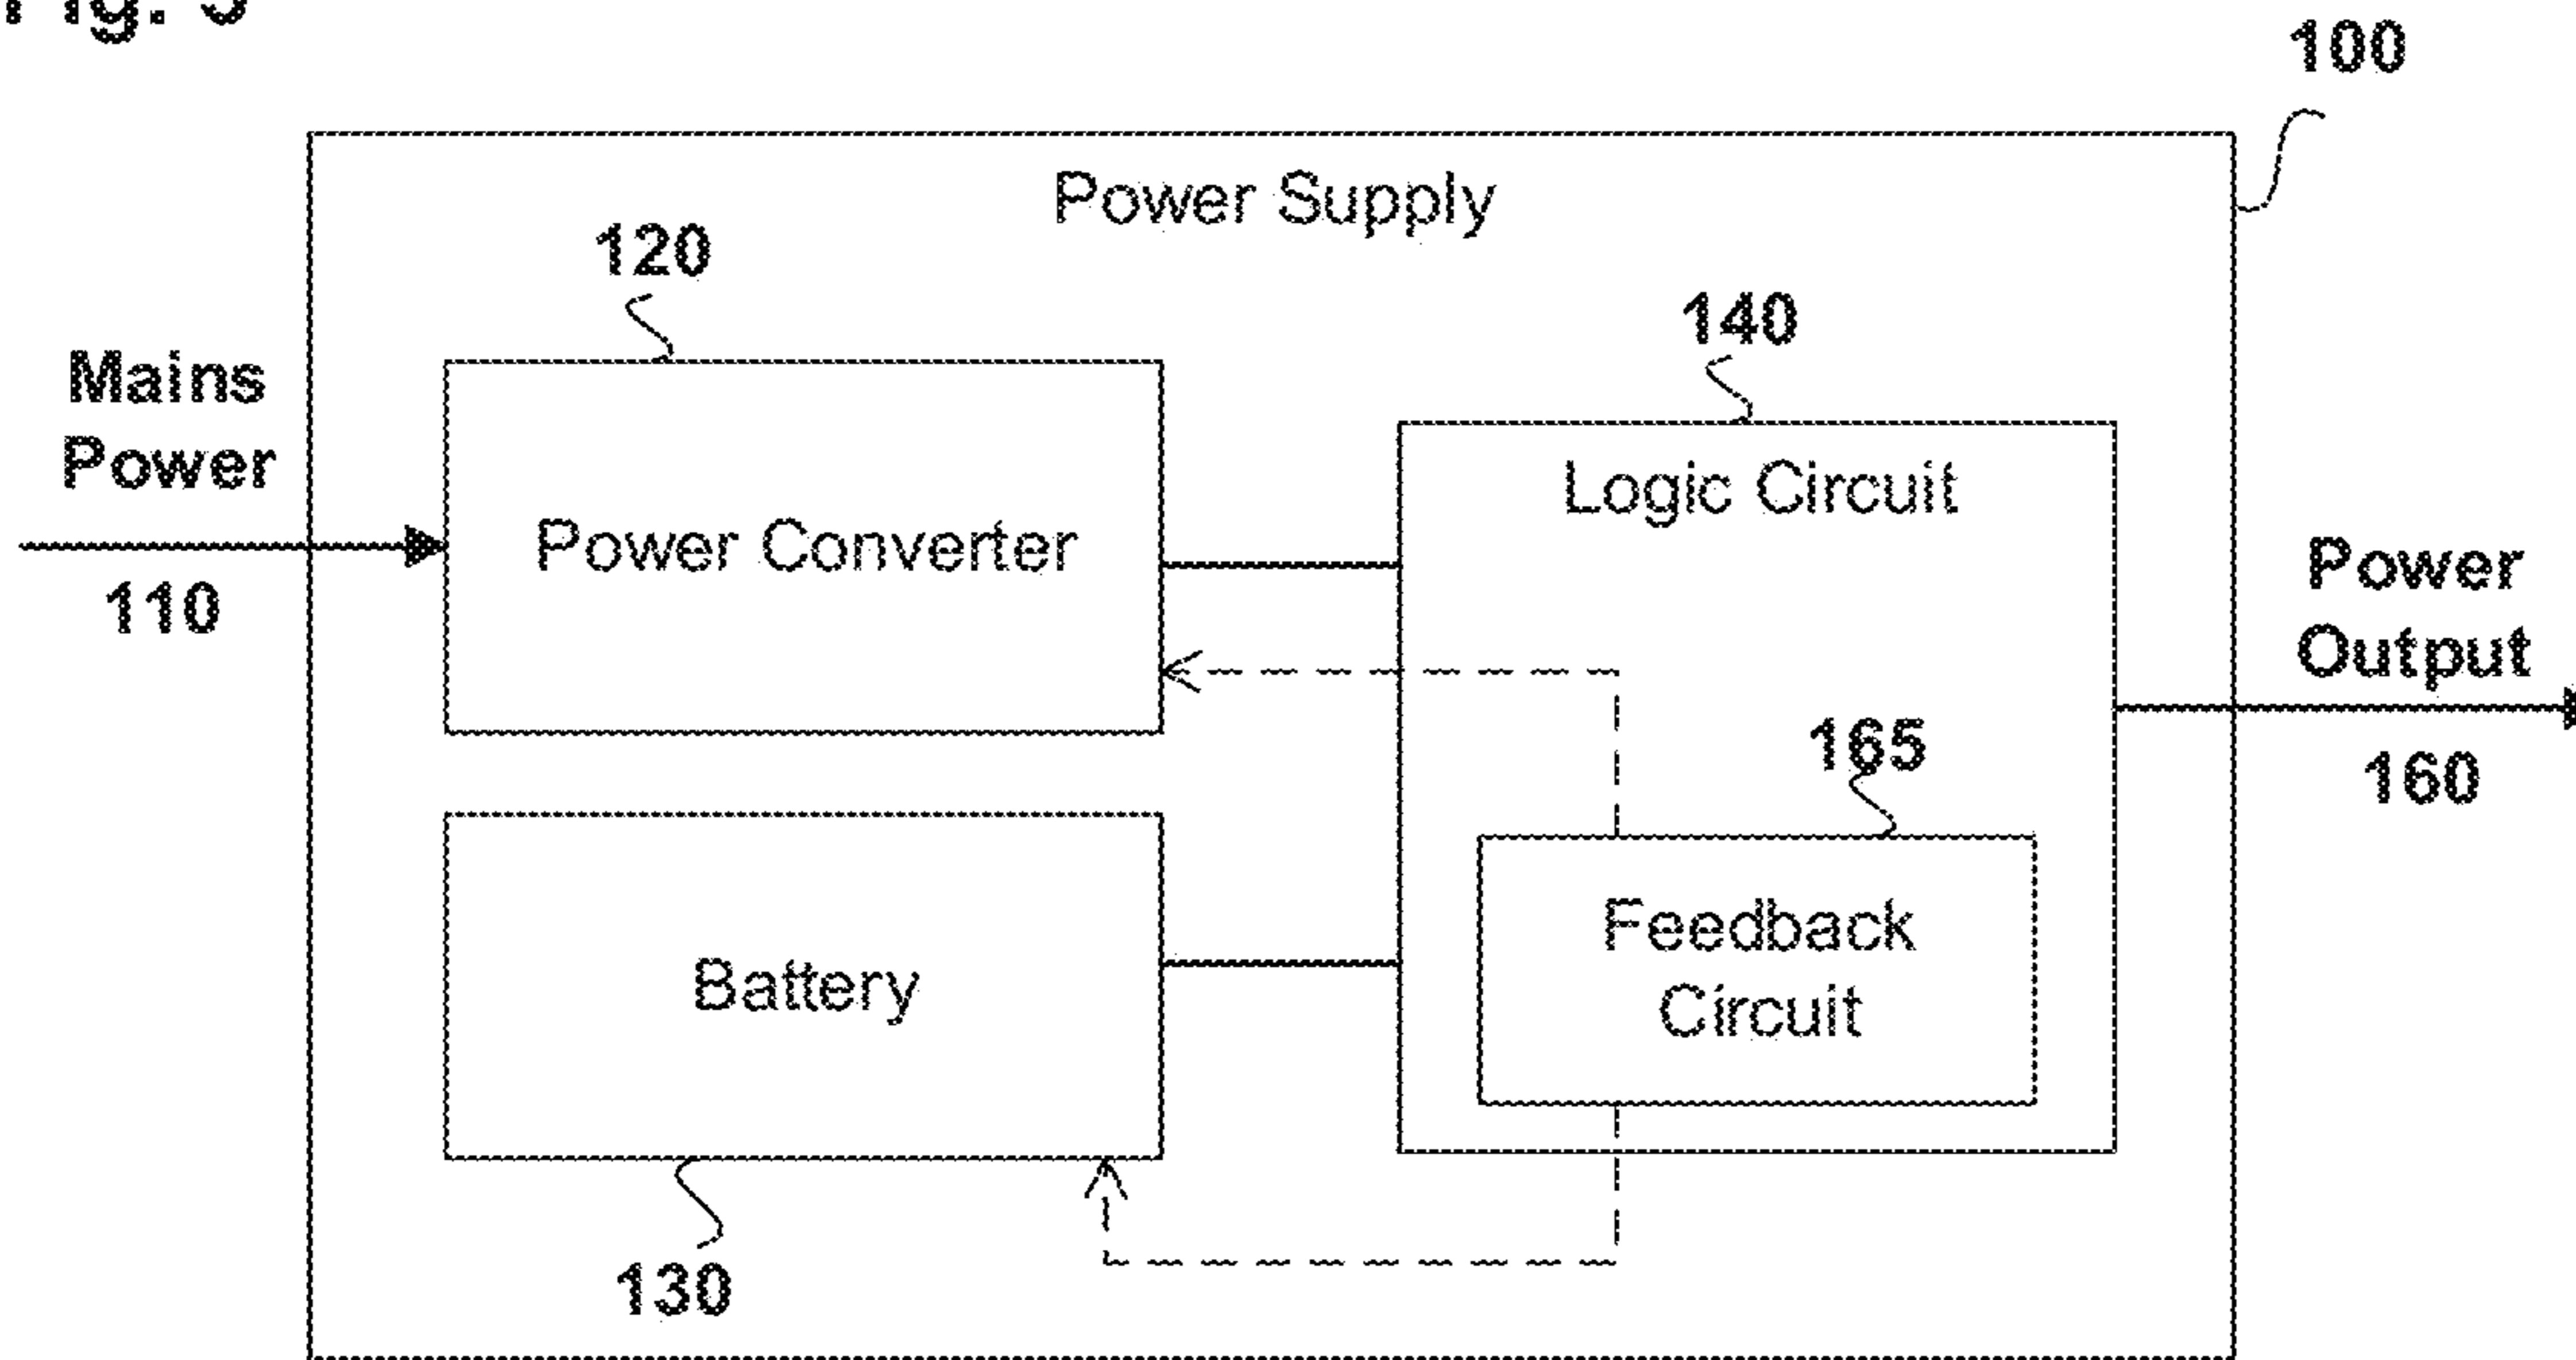 100
Power Supply
120
140
Mains
Power
110
Power Converter
Logic Circuit
Power
Output
160
165
Feedback
Circuit
Battery
130